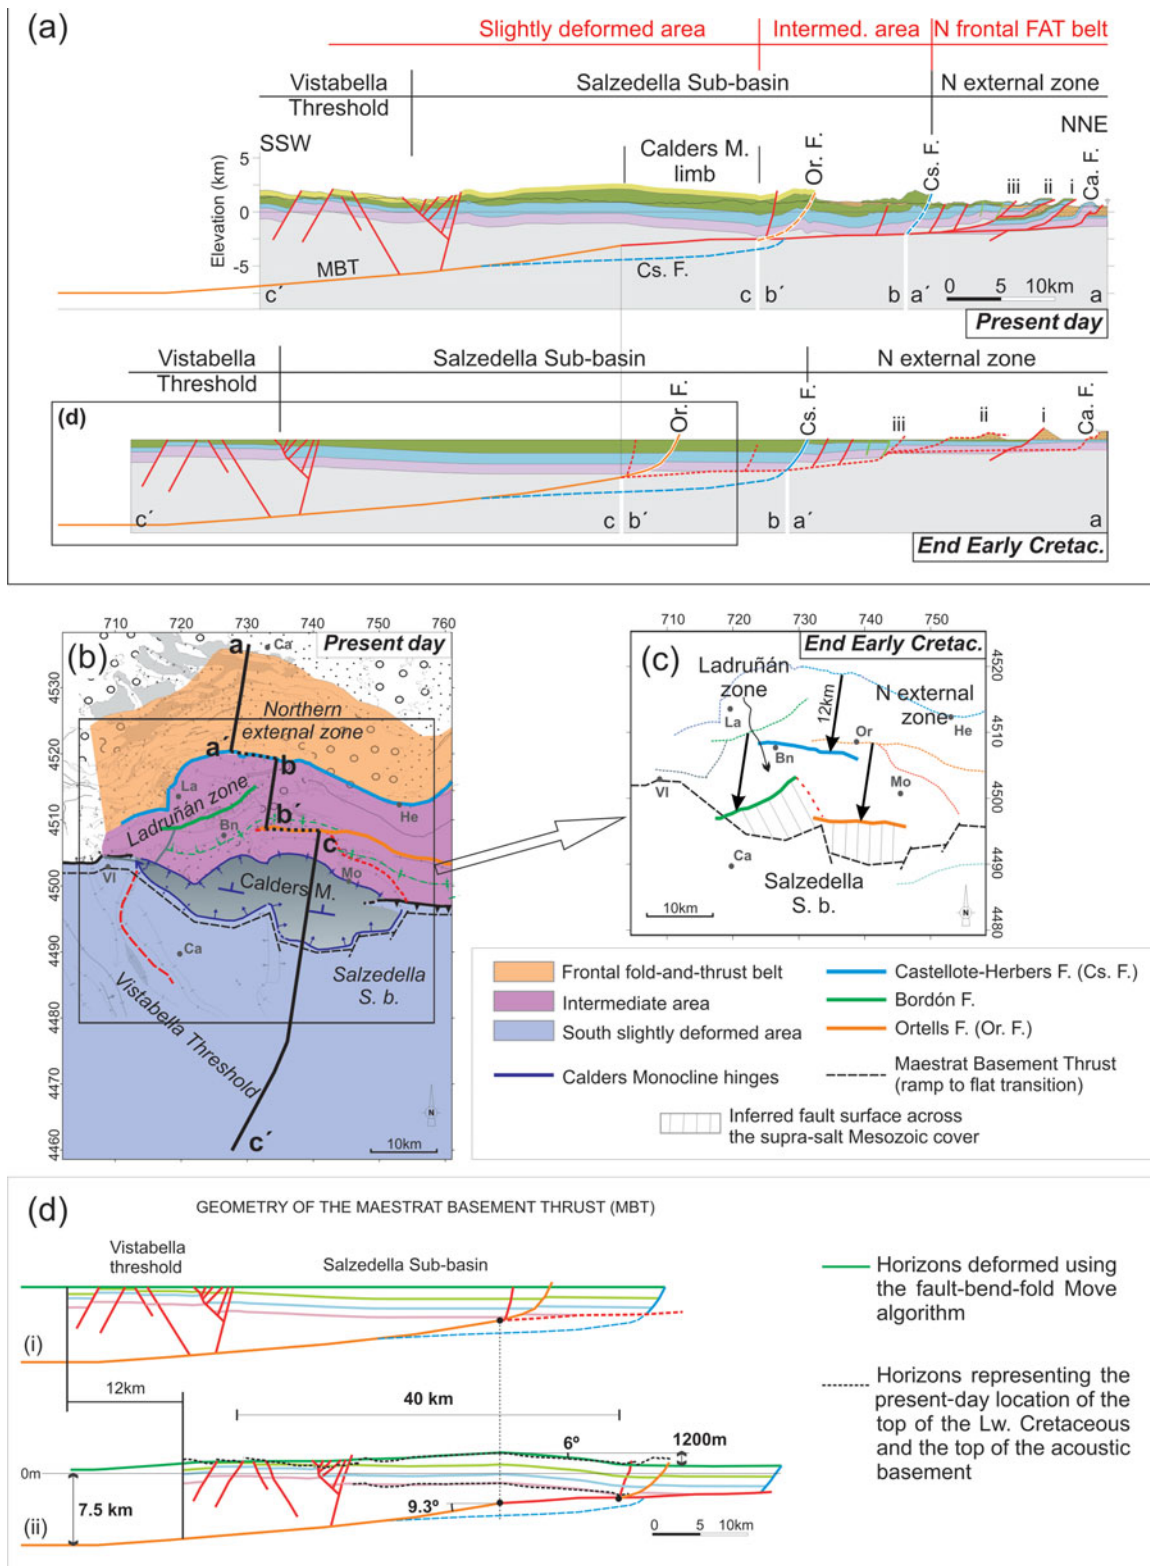 (a)
Slightly deformed area
Intermed. area
N frontal FAT belt
Vistabella
Threshold
Salzedella Sub-basin
N external zone
SSW
NNE
Calders M.
limb
Or. F.
Cs. F.
iii
ii
i
Ca. F.
Elevation (km)
5
0
-5
MBT
Cs. F.
c´
c
b´
b
a´
a
0 5 10km
Present day
Vistabella
Threshold
Salzedella Sub-basin
N external zone
(d)
Or. F.
Cs. F.
iii
ii
i
Ca. F.
c´
c
b´
b
a´
a
End Early Cretac.
710 720 730 740 750 761
(b)
Present day
a
Ca
4530
4520
4510
4500
4490
4480
4470
4460
Northern
external zone
a´
b
Ladruñán zone
La
Bn
b´
He
c
Calders M.
Mo
Vl
Ca
Salzedella
S. b.
Vistabella Threshold
c´
N
10km
710 720 730 740 750
(c)
End Early Cretac.
Ladruñán
zone
N external
zone
12km
La
Or
He
Bn
Mo
Vl
Ca
Salzedella
S. b.
4520
4510
4500
4490
4480
10km
N
Frontal fold-and-thrust belt
Intermediate area
South slightly deformed area
Calders Monocline hinges
Castellote-Herbers F. (Cs. F.)
Bordón F.
Ortells F. (Or. F.)
Maestrat Basement Thrust
(ramp to flat transition)
Inferred fault surface across
the supra-salt Mesozoic cover
(d)
GEOMETRY OF THE MAESTRAT BASEMENT THRUST (MBT)
Vistabella
threshold
Salzedella Sub-basin
(i)
12km
40 km
6º
1200m
0m
7.5 km
9.3º
(ii)
0 5 10km
Horizons deformed using
the fault-bend-fold Move
algorithm
Horizons representing the
present-day location of the
top of the Lw. Cretaceous
and the top of the acoustic
basement